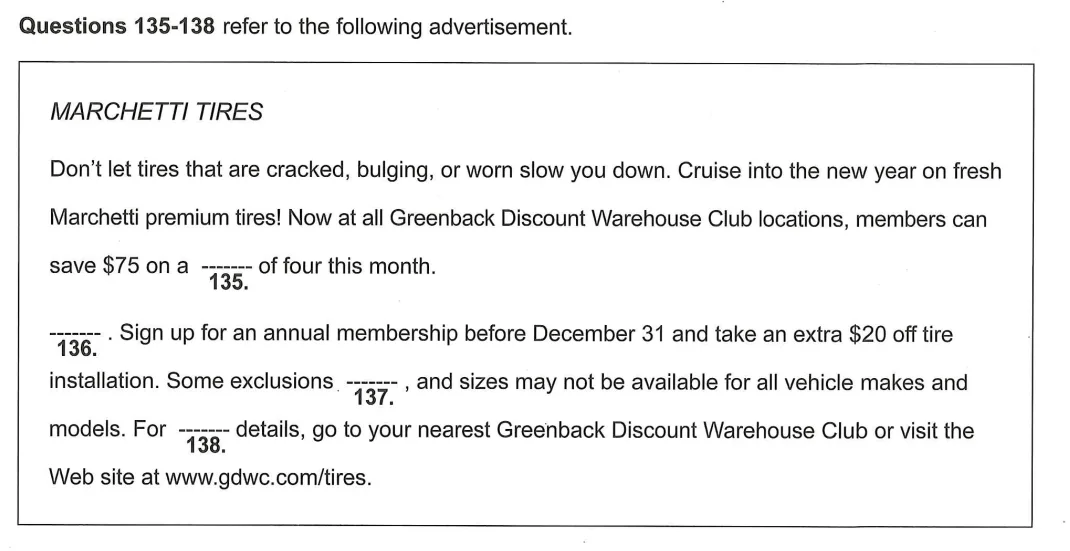 Questions 135-138 refer to the following advertisement.
MARCHETTI TIRES
Don't let tires that are cracked, bulging, or worn slow you down. Cruise into the new year on fresh
Marchetti premium tires! Now at all Greenback Discount Warehouse Club locations, members can
save $75 on a ------- of four this month.
135.
------- . Sign up for an annual membership before December 31 and take an extra $20 off tire
136.
installation. Some exclusions ------- , and sizes may not be available for all vehicle makes and
137.
models. For ------- details, go to your nearest Greenback Discount Warehouse Club or visit the
138.
Web site at www.gdwc.com/tires.